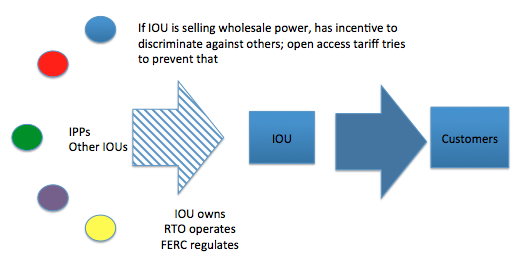 If IOU is selling wholesale power, has incentive to
discriminate against others; open access tariff tries
to prevent that
IPPs
Other IOUs
IOU
Customers
IOU owns
RTO operates
FERC regulates